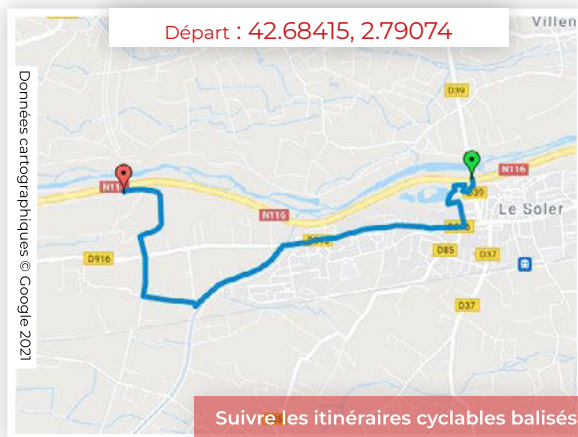 Départ : 42.68415, 2.79074
Villen
D39
Données cartographiques © Google 2021
N116
D39
Le Soler
N116
D916
D85
D37
D37
Suivre les itinéraires cyclables balisés